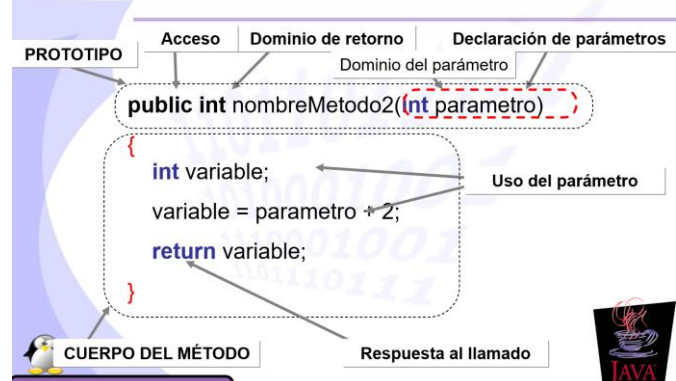 Acceso Dominio de retorno Declaración de parámetros
PROTOTIPO
Dominio del parámetro
public int nombreMetodo2(int parametro)
{
int variable;
Uso del parámetro
variable = parametro + 2;
return variable;
}
CUERPO DEL MÉTODO Respuesta al llamado
JAVA